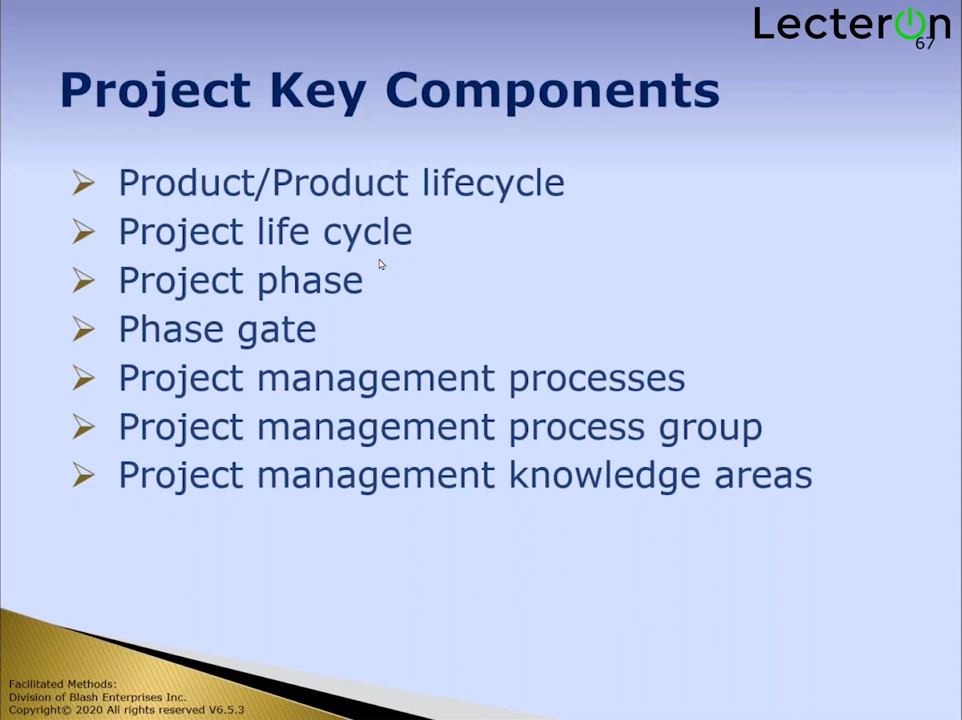 Lecteron
67
Project Key Components
Product/Product lifecycle
Project life cycle
Project phase
Phase gate
Project management processes
Project management process group
Project management knowledge areas
Facilitated Methods:
Division of Blash Enterprises Inc.
Copyright© 2020 All rights reserved V6.5.3